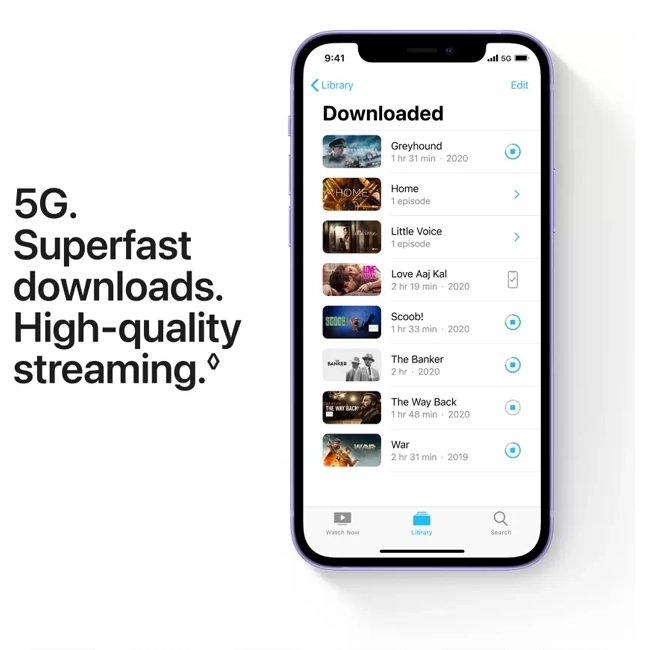 5G.
Superfast
downloads.
High-quality
streaming.◊
9:41
5G
Library
Edit
Downloaded
Greyhound
1 hr 31 min · 2020
HOME
Home
1 episode
Little Voice
1 episode
LOVE
Love Aaj Kal
2 hr 19 min · 2020
SCOOB!
Scoob!
1 hr 33 min · 2020
THE
BANKER
The Banker
2 hr · 2020
THE WAY BACK
The Way Back
1 hr 48 min · 2020
WAR
War
2 hr 31 min · 2019
Watch Now
Library
Search